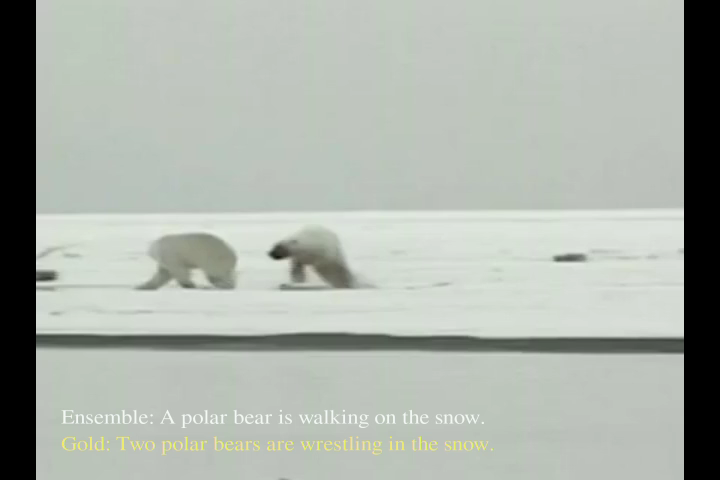 Ensemble: A polar bear is walking on the snow.
Gold: Two polar bears are wrestling in the snow.